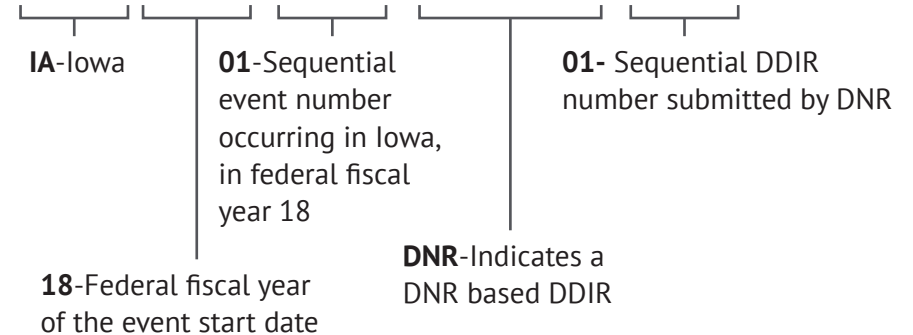 IA-Iowa
01-Sequential
event number
occurring in Iowa,
in federal fiscal
year 18
01- Sequential DDIR
number submitted by DNR
18-Federal fiscal year
of the event start date
DNR-Indicates a
DNR based DDIR